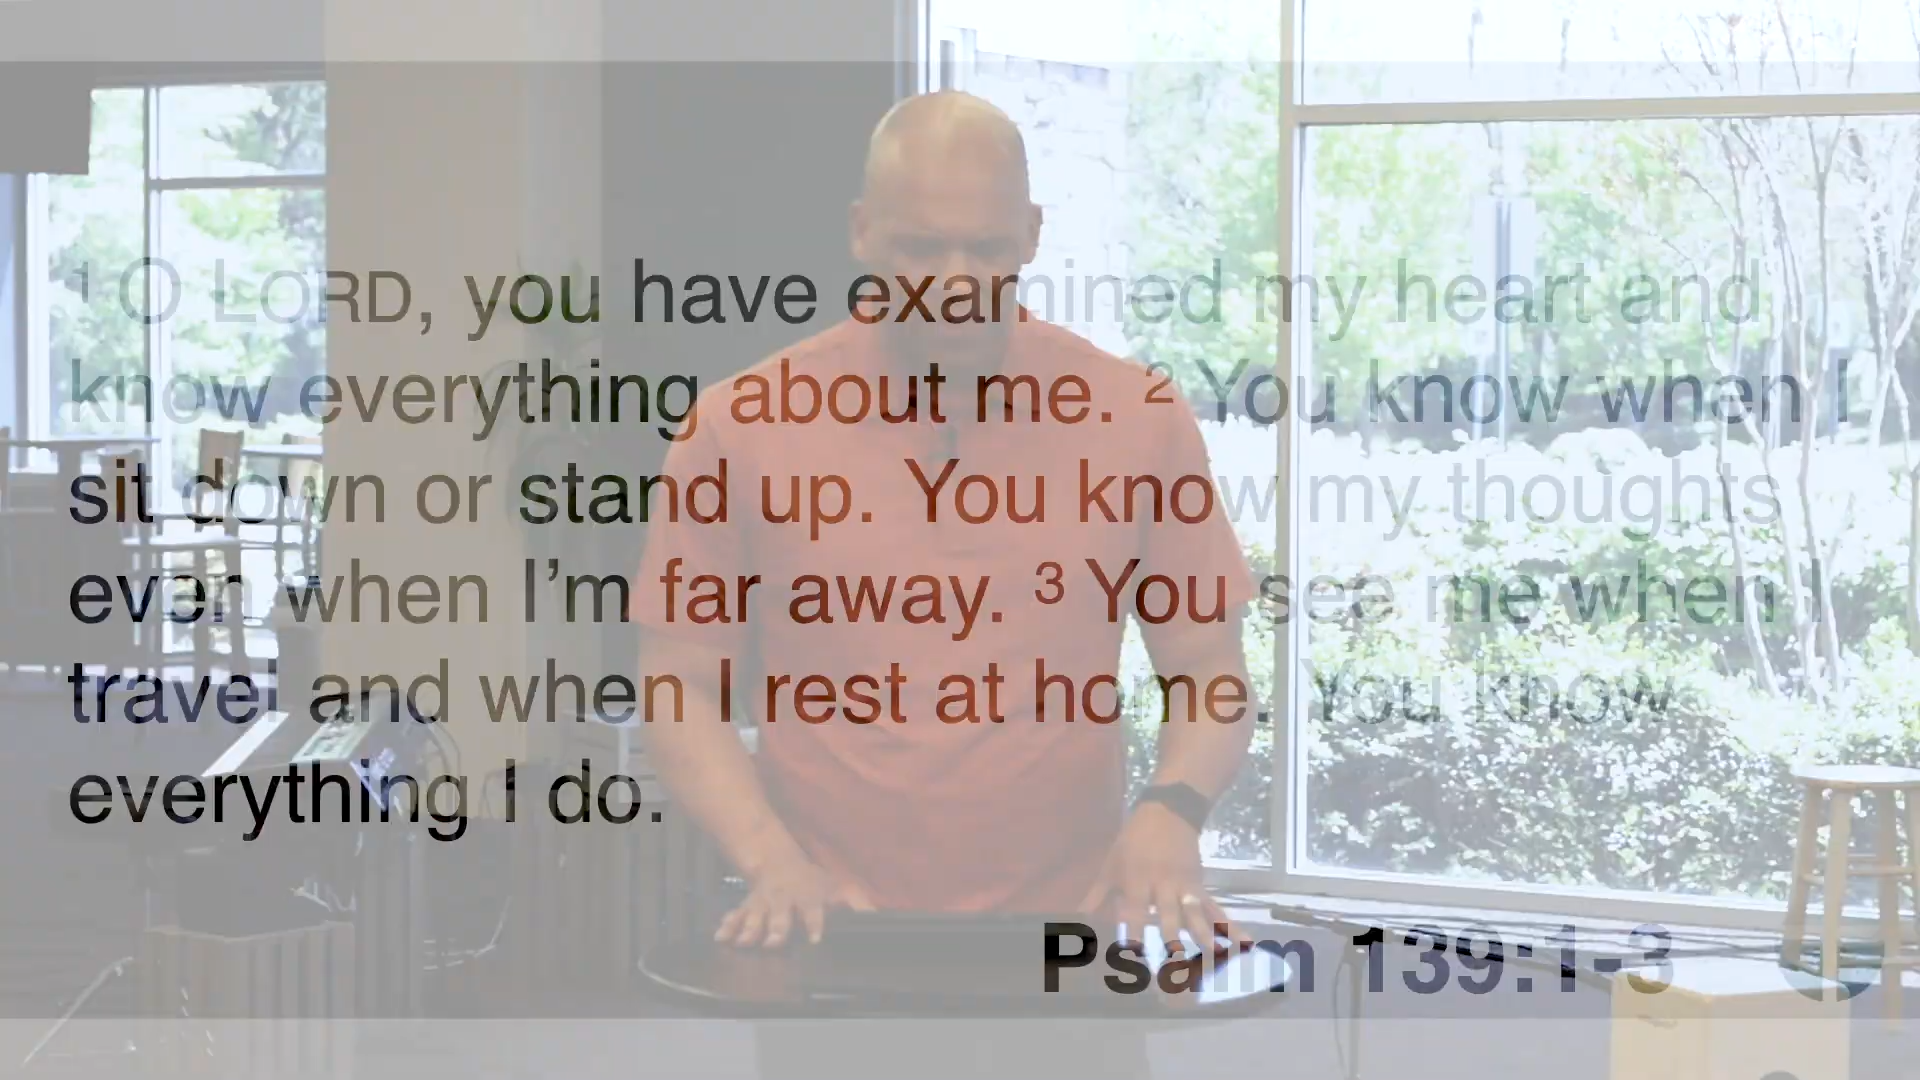 1 O LORD, you have examined my heart and
know everything about me. 2 You know when I
sit down or stand up. You know my thoughts
even when I’m far away. 3 You see me when I
travel and when I rest at home. You know
everything I do.
Psalm 139:1-3